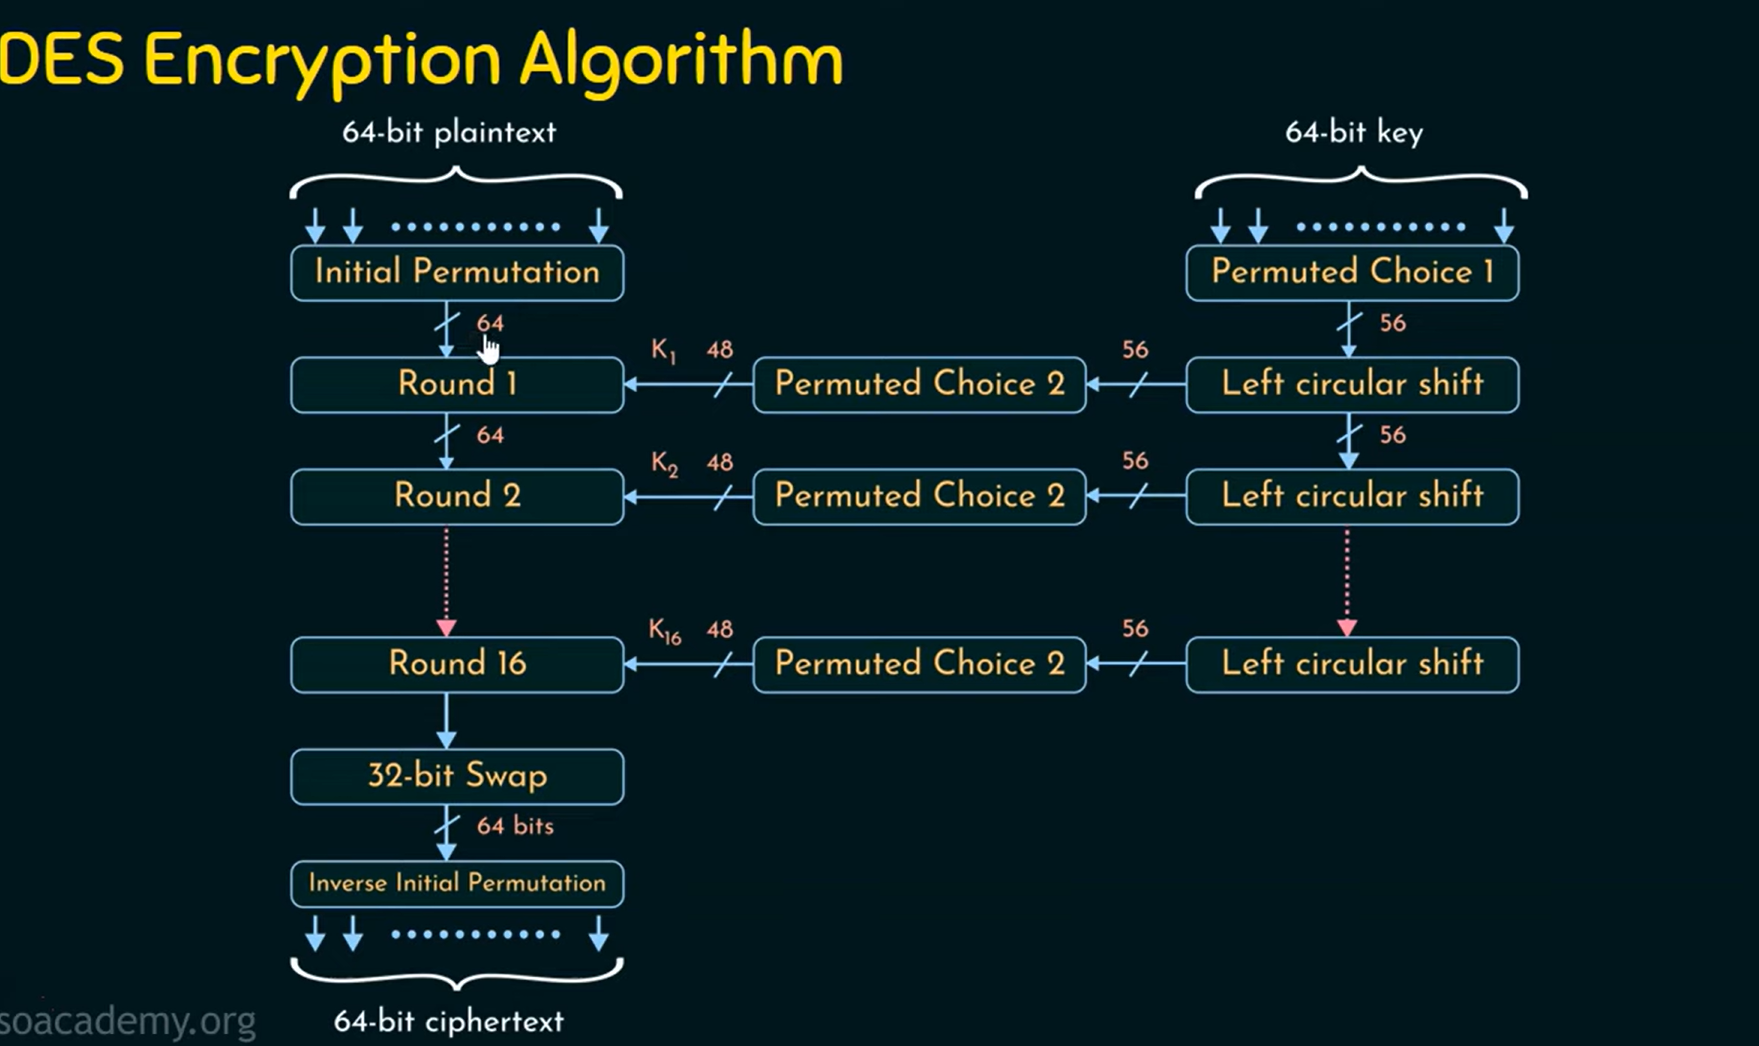 DES Encryption Algorithm
64-bit plaintext
64-bit key
Initial Permutation
Permuted Choice 1
64
56
K1 48
56
Round 1
Permuted Choice 2
Left circular shift
64
56
K2 48
56
Round 2
Permuted Choice 2
Left circular shift
K16 48
56
Round 16
Permuted Choice 2
Left circular shift
32-bit Swap
64 bits
Inverse Initial Permutation
64-bit ciphertext
soacademy.org